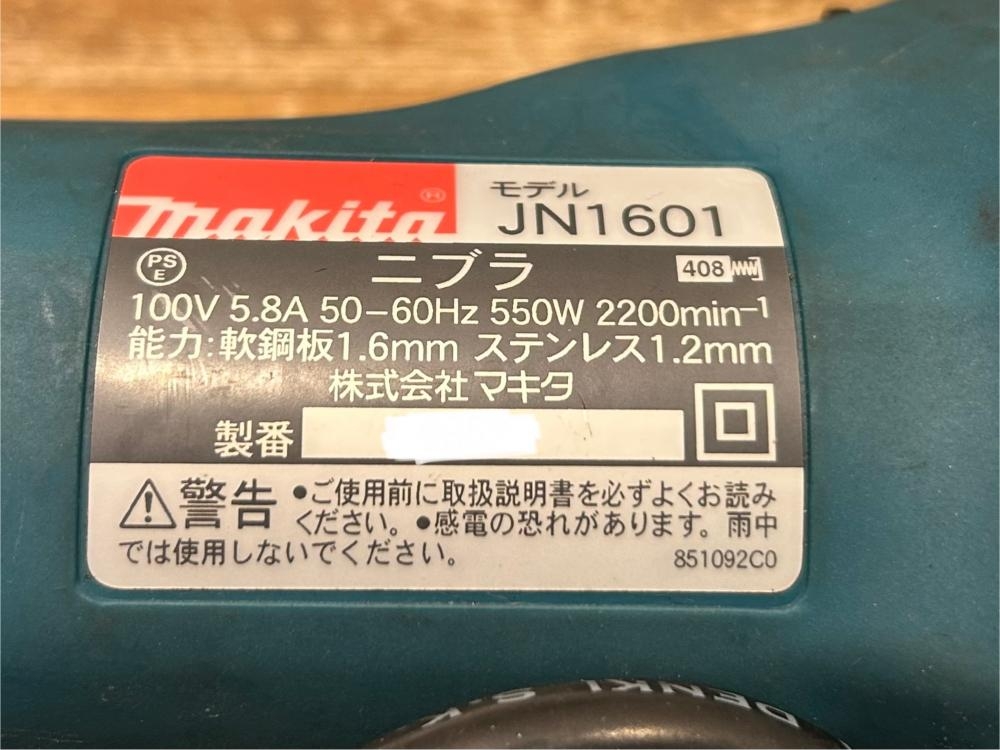 makita®
モデル
JN1601
PS
E
ニブラ
408
100V 5.8A 50-60Hz 550W 2200min-1
能力:軟鋼板1.6mm ステンレス1.2mm
株式会社 マキタ
製番
警告 ●ご使用前に取扱説明書を必ずよくお読み
ください。●感電の恐れがあります。雨中
では使用しないでください。
851092C0
DENKI S.K